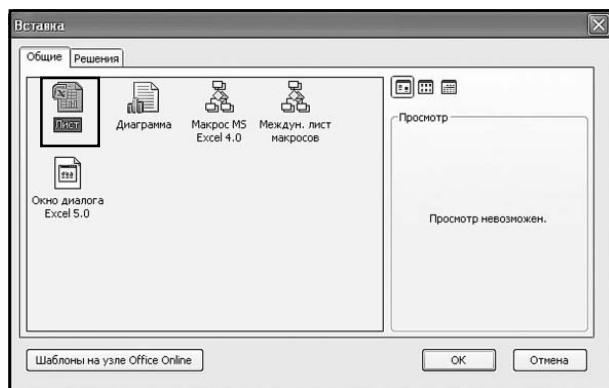 Вставка
Общие
Решения
Лист
Диаграмма
Макрос MS
Excel 4.0
Междун. лист
макросов
Окно диалога
Excel 5.0
Просмотр
Просмотр невозможен.
Шаблоны на узле Office Online
ОК
Отмена